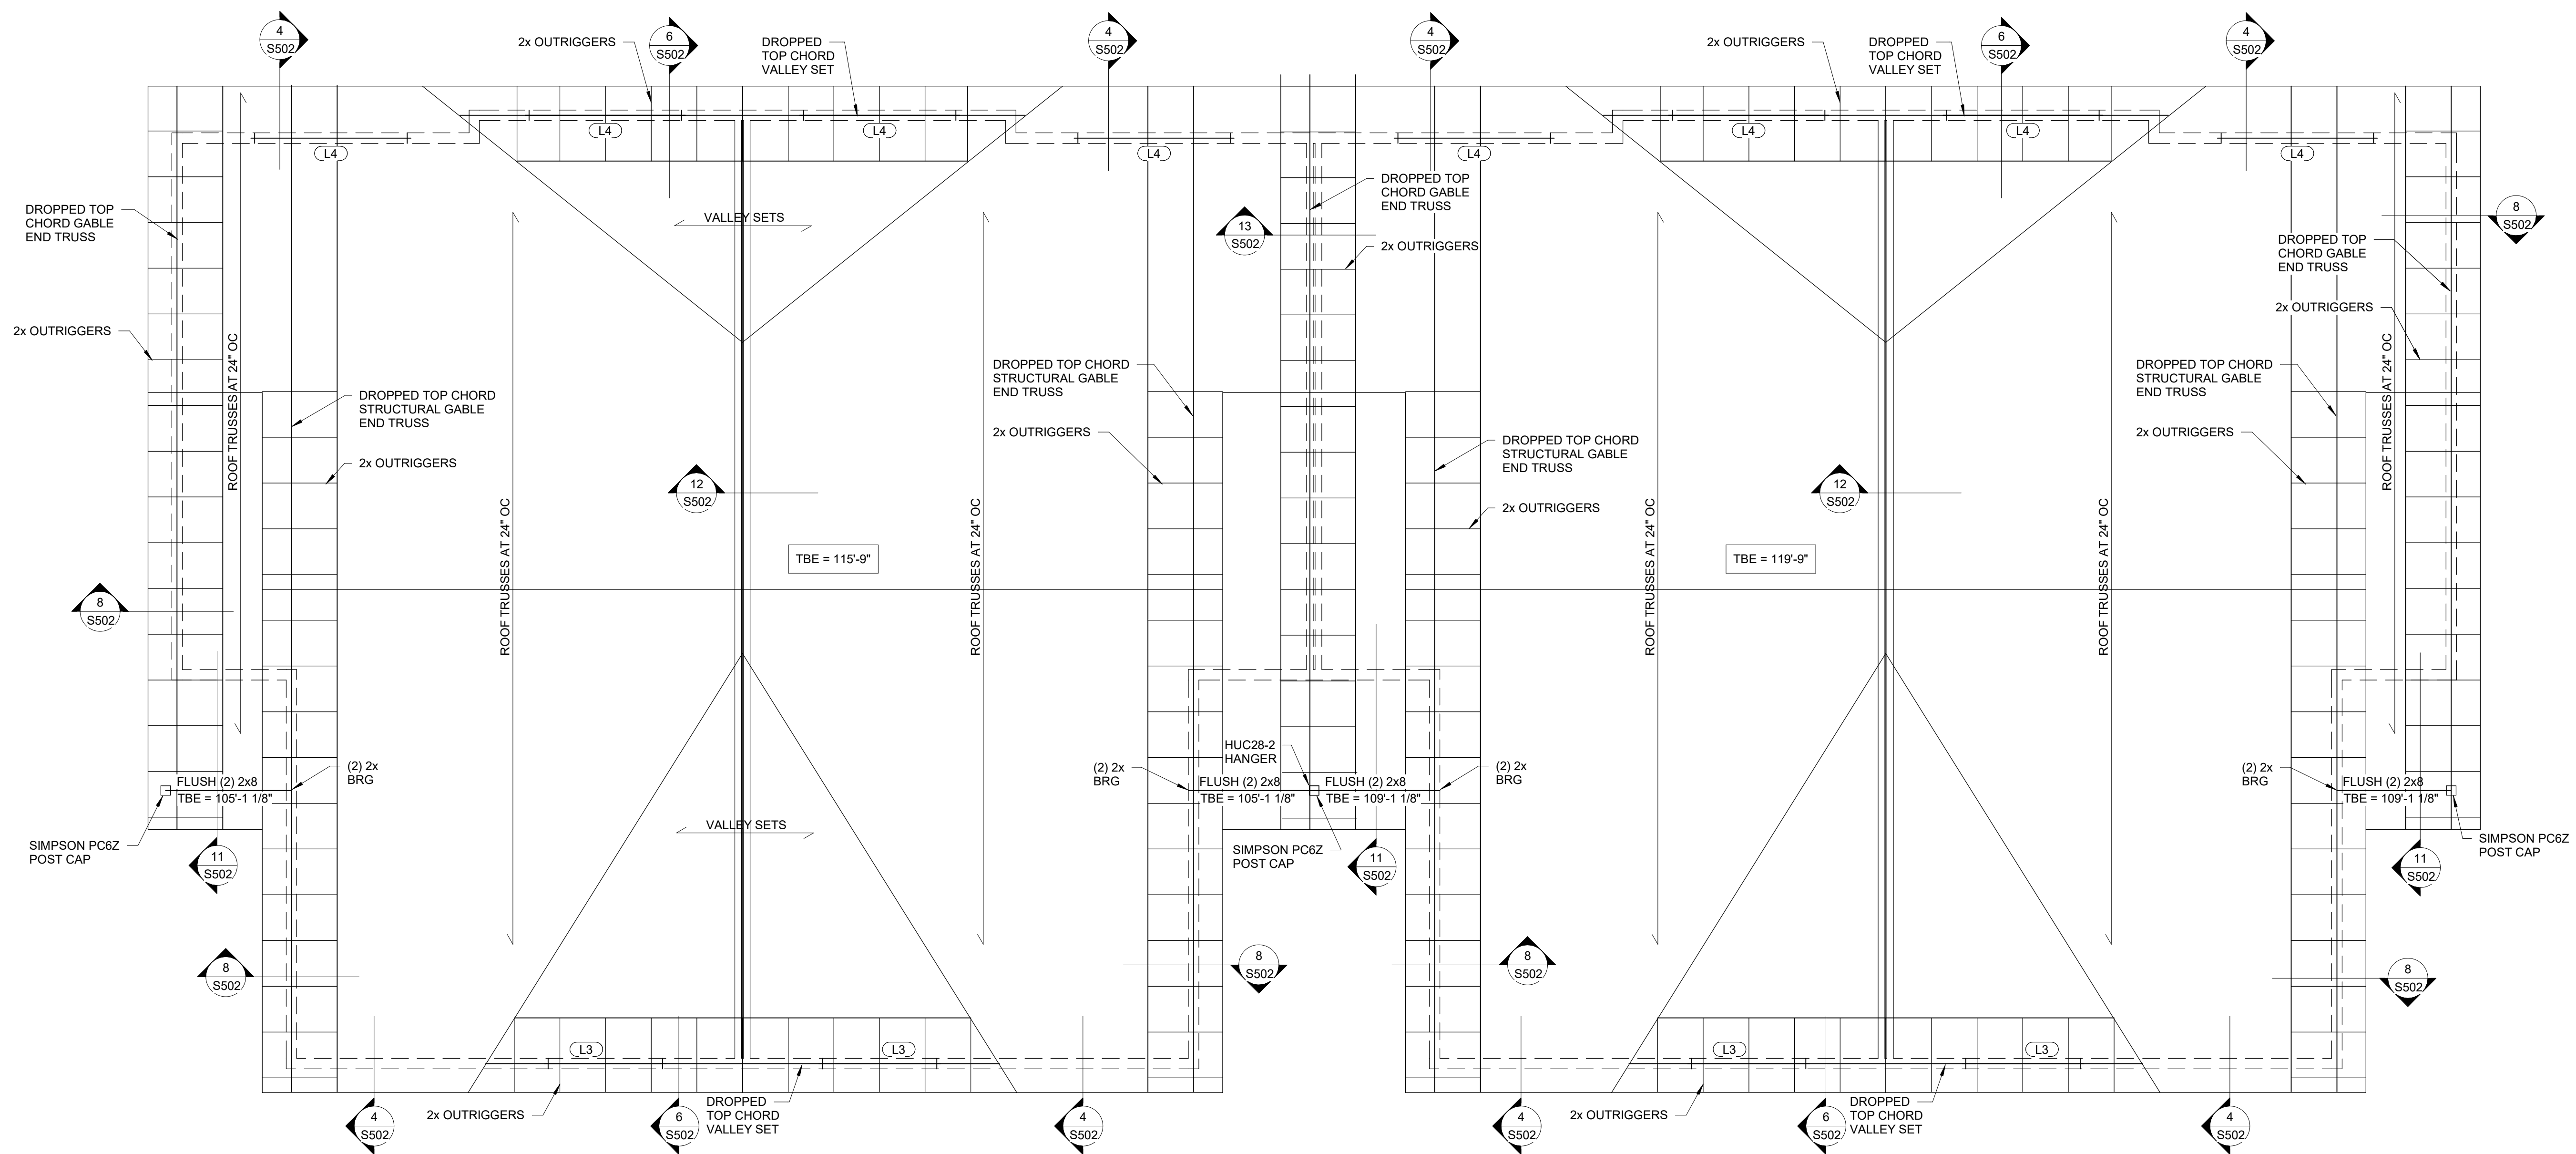 4
S502
2x OUTRIGGERS
6
S502
DROPPED
TOP CHORD
VALLEY SET
4
S502
4
S502
2x OUTRIGGERS
DROPPED
TOP CHORD
VALLEY SET
6
S502
4
S502
L4
L4
L4
L4
L4
L4
L4
L4
DROPPED TOP
CHORD GABLE
END TRUSS
VALLEY SETS
13
S502
DROPPED TOP
CHORD GABLE
END TRUSS
2x OUTRIGGERS
8
S502
DROPPED TOP
CHORD GABLE
END TRUSS
2x OUTRIGGERS
2x OUTRIGGERS
ROOF TRUSSES AT 24" OC
DROPPED TOP CHORD
STRUCTURAL GABLE
END TRUSS
2x OUTRIGGERS
ROOF TRUSSES AT 24" OC
12
S502
TBE = 115'-9"
ROOF TRUSSES AT 24" OC
DROPPED TOP CHORD
STRUCTURAL GABLE
END TRUSS
2x OUTRIGGERS
DROPPED TOP CHORD
STRUCTURAL GABLE
END TRUSS
2x OUTRIGGERS
ROOF TRUSSES AT 24" OC
TBE = 119'-9"
12
S502
ROOF TRUSSES AT 24" OC
DROPPED TOP CHORD
STRUCTURAL GABLE
END TRUSS
2x OUTRIGGERS
ROOF TRUSSES AT 24" OC
8
S502
FLUSH (2) 2x8
TBE = 105'-1 1/8"
(2) 2x
BRG
SIMPSON PC6Z
POST CAP
11
S502
VALLEY SETS
(2) 2x
BRG
HUC28-2
HANGER
FLUSH (2) 2x8
TBE = 105'-1 1/8"
FLUSH (2) 2x8
TBE = 109'-1 1/8"
(2) 2x
BRG
SIMPSON PC6Z
POST CAP
11
S502
(2) 2x
BRG
FLUSH (2) 2x8
TBE = 109'-1 1/8"
SIMPSON PC6Z
POST CAP
11
S502
8
S502
8
S502
8
S502
8
S502
L3
L3
L3
L3
4
S502
2x OUTRIGGERS
6
S502
DROPPED
TOP CHORD
VALLEY SET
4
S502
4
S502
2x OUTRIGGERS
6
S502
DROPPED
TOP CHORD
VALLEY SET
4
S502